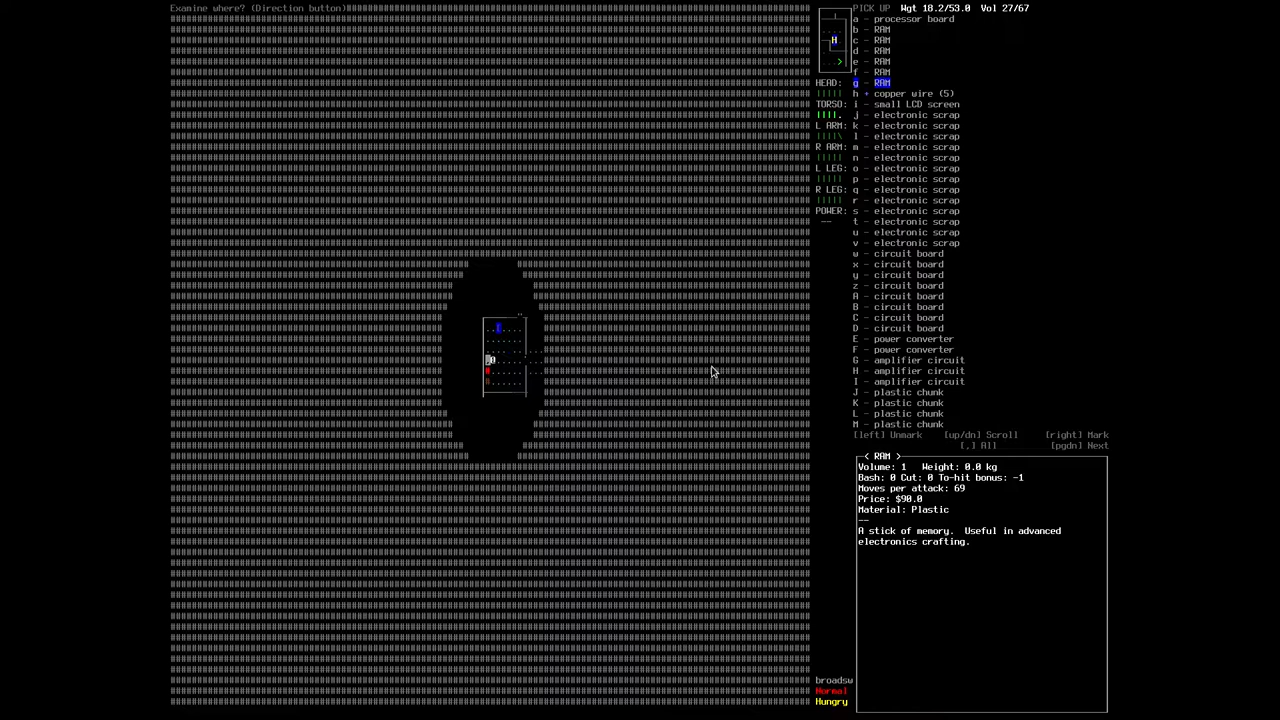 Examine where? (Direction button)
PICK UP Wgt 18.2/53.0 Vol 27/67
a - processor board
b - RAM
c - RAM
d - RAM
e - RAM
f - RAM
HEAD: g - RAM
h + copper wire (5)
TORSO: i - small LCD screen
j - electronic scrap
L ARM: k - electronic scrap
l - electronic scrap
R ARM: m - electronic scrap
n - electronic scrap
L LEG: o - electronic scrap
p - electronic scrap
R LEG: q - electronic scrap
r - electronic scrap
POWER: s - electronic scrap
-- t - electronic scrap
u - electronic scrap
v - electronic scrap
w - circuit board
x - circuit board
y - circuit board
z - circuit board
A - circuit board
B - circuit board
C - circuit board
D - circuit board
E - power converter
F - power converter
G - amplifier circuit
H - amplifier circuit
I - amplifier circuit
J - plastic chunk
K - plastic chunk
L - plastic chunk
M - plastic chunk
[left] Unmark [up/dn] Scroll [right] Mark
[,] All [pgdn] Next
< RAM >
Volume: 1 Weight: 0.0 kg
Bash: 0 Cut: 0 To-hit bonus: -1
Moves per attack: 69
Price: $90.0
Material: Plastic
--
A stick of memory. Useful in advanced
electronics crafting.
broadsw
Normal
Hungry